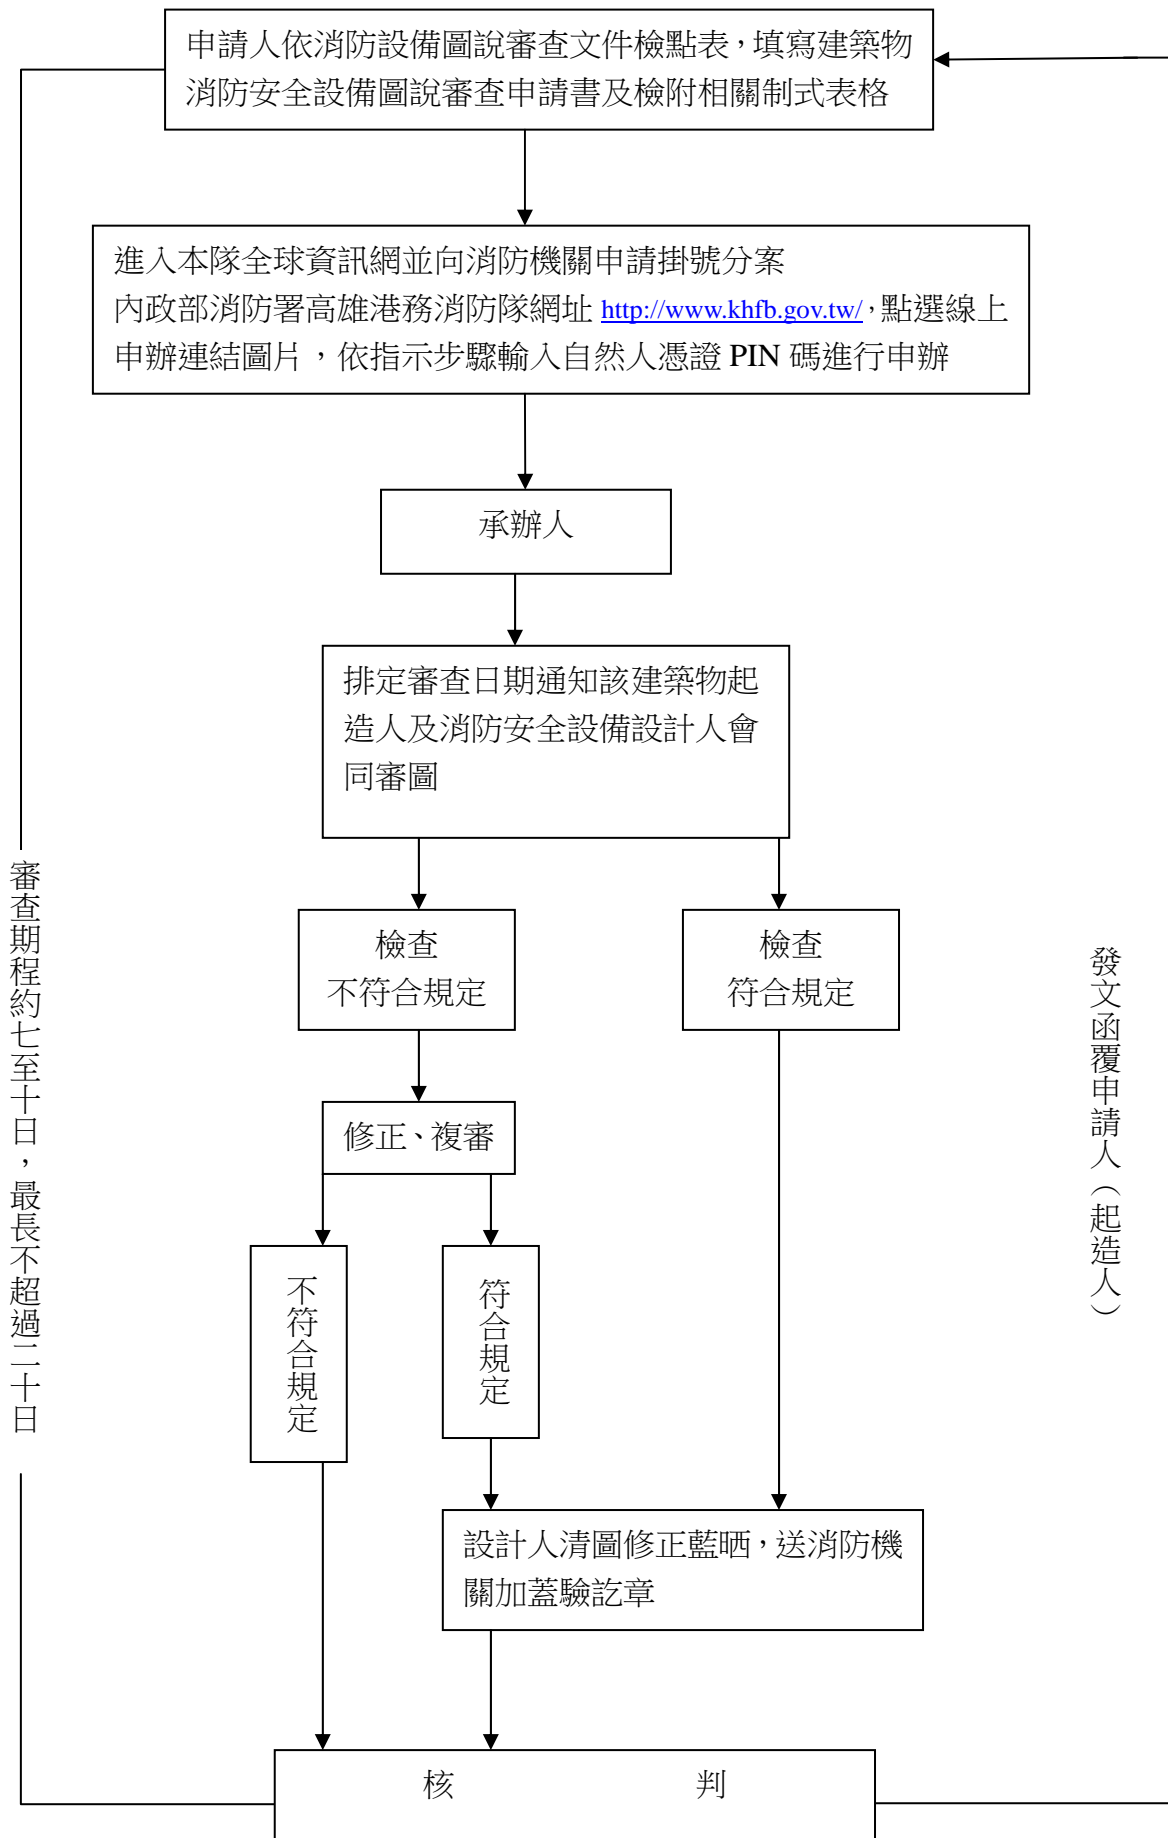 申請人依消防設備圖說審查文件檢點表，填寫建築物
消防安全設備圖說審查申請書及檢附相關制式表格
進入本隊全球資訊網並向消防機關申請掛號分案
內政部消防署高雄港務消防隊網址 http://www.khfb.gov.tw/，點選線上
申辦連結圖片，依指示步驟輸入自然人憑證 PIN 碼進行申辦
承辦人
排定審查日期通知該建築物起
造人及消防安全設備設計人會
同審圖
檢查
不符合規定
檢查
符合規定
修正、複審
不符合規定
符合規定
設計人清圖修正藍晒，送消防機
關加蓋驗訖章
核 判
審查期程約七至十日，最長不超過二十日
發文函覆申請人（起造人）